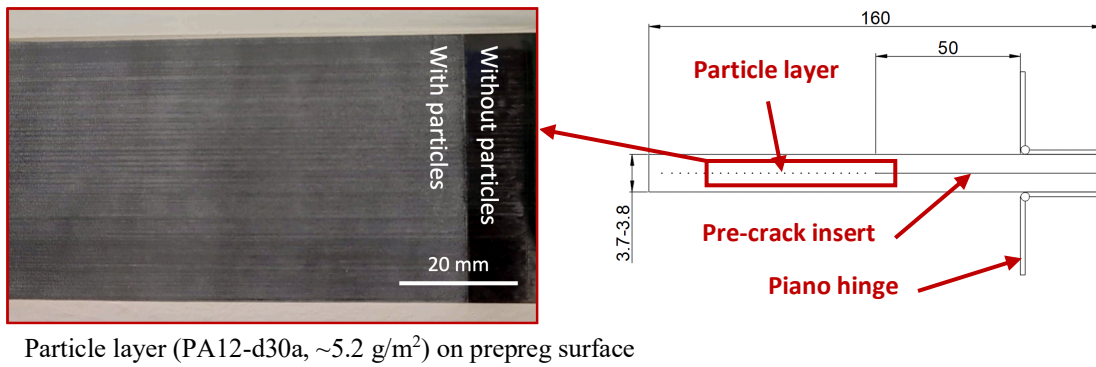 With particles
Without particles
20 mm
160
50
Particle layer
3.7-3.8
Pre-crack insert
Piano hinge
Particle layer (PA12-d30a, ~5.2 g/m²) on prepreg surface